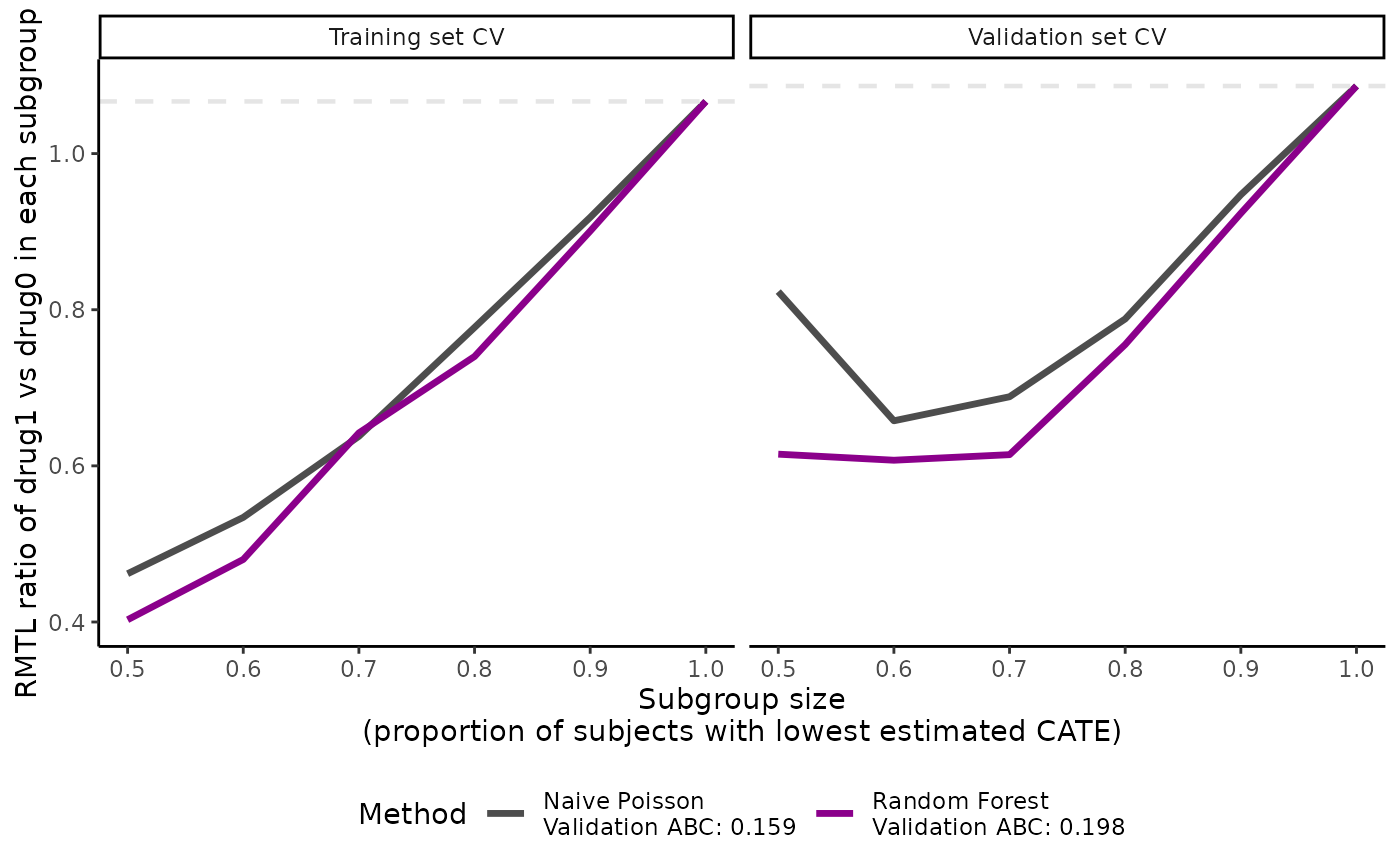 Training set CV
Validation set CV
RMTL ratio of drug1 vs drug0 in each subgroup
1.0
0.8
0.6
0.4
0.5 0.6 0.7 0.8 0.9 1.0
0.5 0.6 0.7 0.8 0.9 1.0
Subgroup size
(proportion of subjects with lowest estimated CATE)
Method
Naive Poisson
Validation ABC: 0.159
Random Forest
Validation ABC: 0.198